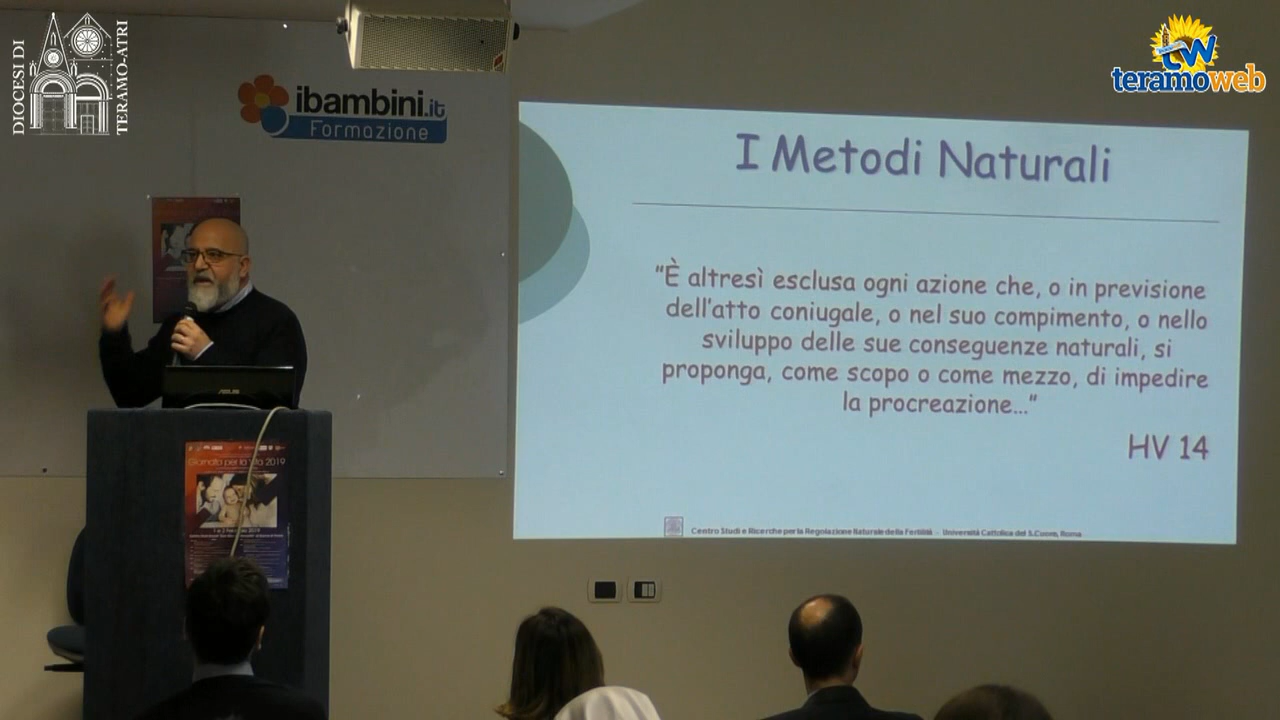 DIOCESI DI
TERAMO-ATRI
ibambini.it
Formazione
tw
teramoweb
I Metodi Naturali
"È altresì esclusa ogni azione che, o in previsione
dell'atto coniugale, o nel suo compimento, o nello
sviluppo delle sue conseguenze naturali, si
proponga, come scopo o come mezzo, di impedire
la procreazione..."
HV 14
Centro Studi e Ricerche per la Regolazione Naturale della Fertilità - Università Cattolica del S.Cuore, Roma
ASUS
Giornata per la Vita 2019